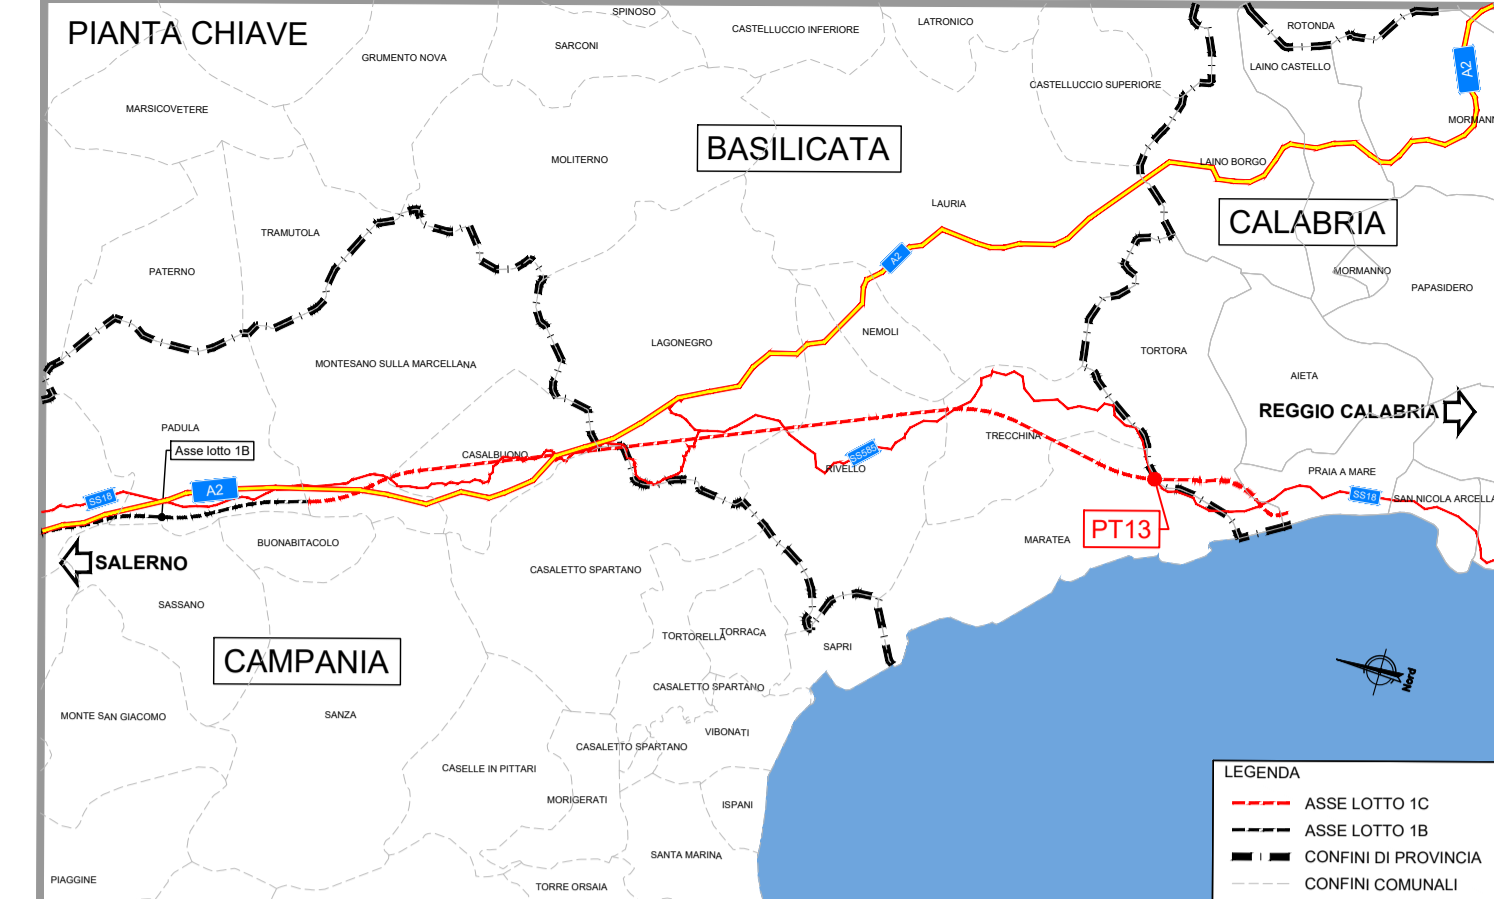 PIANTA CHIAVE
SPINOSO
SARCONI
CASTELLUCCIO INFERIORE
LATRONICO
ROTONDA
GRUMENTO NOVA
LAINO CASTELLO
A2
CASTELLUCCIO SUPERIORE
MARSICOVETERE
MORMANN
BASILICATA
MOLITERNO
LAINO BORGO
LAURIA
CALABRIA
TRAMUTOLA
A2
PATERNO
MORMANNO
PAPASIDERO
NEMOLI
LAGONEGRO
TORTORA
MONTESANO SULLA MARCELLANA
AIETA
REGGIO CALABRIA
PADULA
TRECCHINA
Asse lotto 1B
CASALBUONO
SS585
RIVELLO
PRAIA A MARE
A2
SS18
SS18
SAN NICOLA ARCELLA
PT13
BUONABITACOLO
MARATEA
SALERNO
CASALETTO SPARTANO
SASSANO
TORTORELLA
TORRACA
SAPRI
CAMPANIA
Nord
CASALETTO SPARTANO
MONTE SAN GIACOMO
SANZA
VIBONATI
CASALETTO SPARTANO
CASELLE IN PITTARI
LEGENDA
MORIGERATI
ISPANI
ASSE LOTTO 1C
ASSE LOTTO 1B
SANTA MARINA
CONFINI DI PROVINCIA
PIAGGINE
TORRE ORSAIA
CONFINI COMUNALI